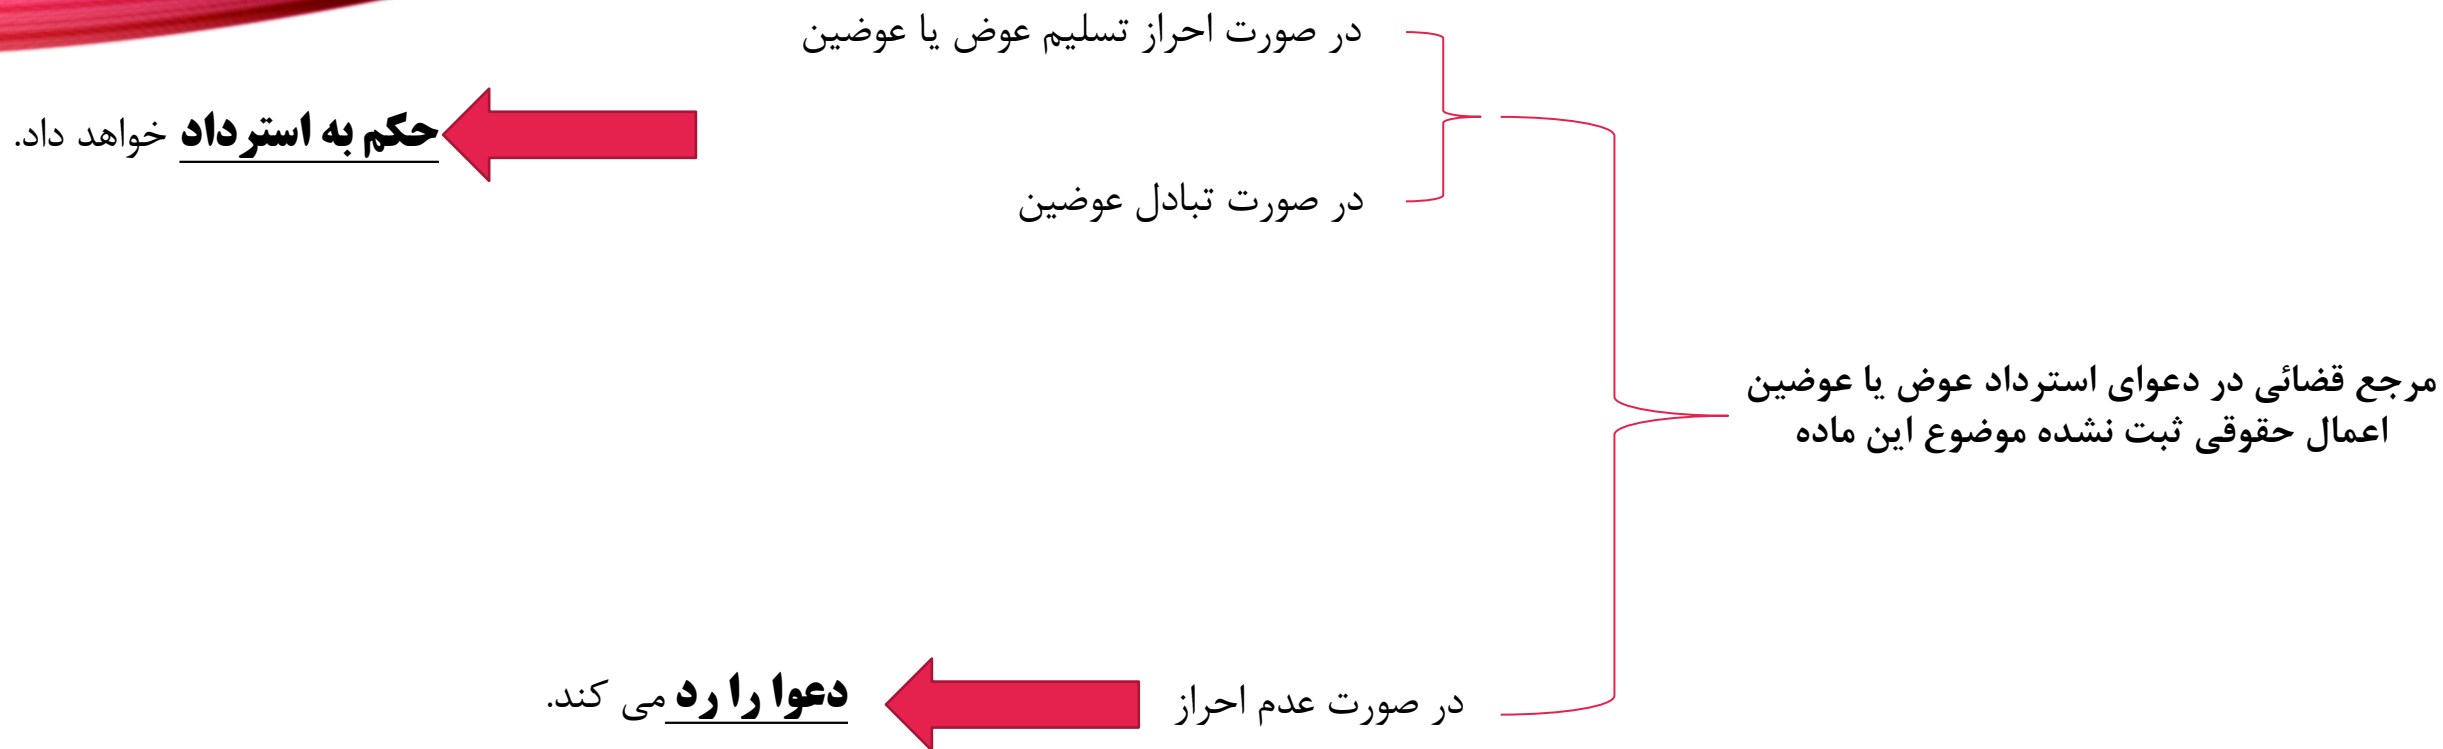 مرجع قضائی در دعوای استرداد عوض یا عوضین
اعمال حقوقی ثبت نشده موضوع این ماده
در صورت احراز تسلیم عوض یا عوضین
در صورت تبادل عوضین
حکم به استرداد خواهد داد.
در صورت عدم احراز
دعوا را رد می کند.